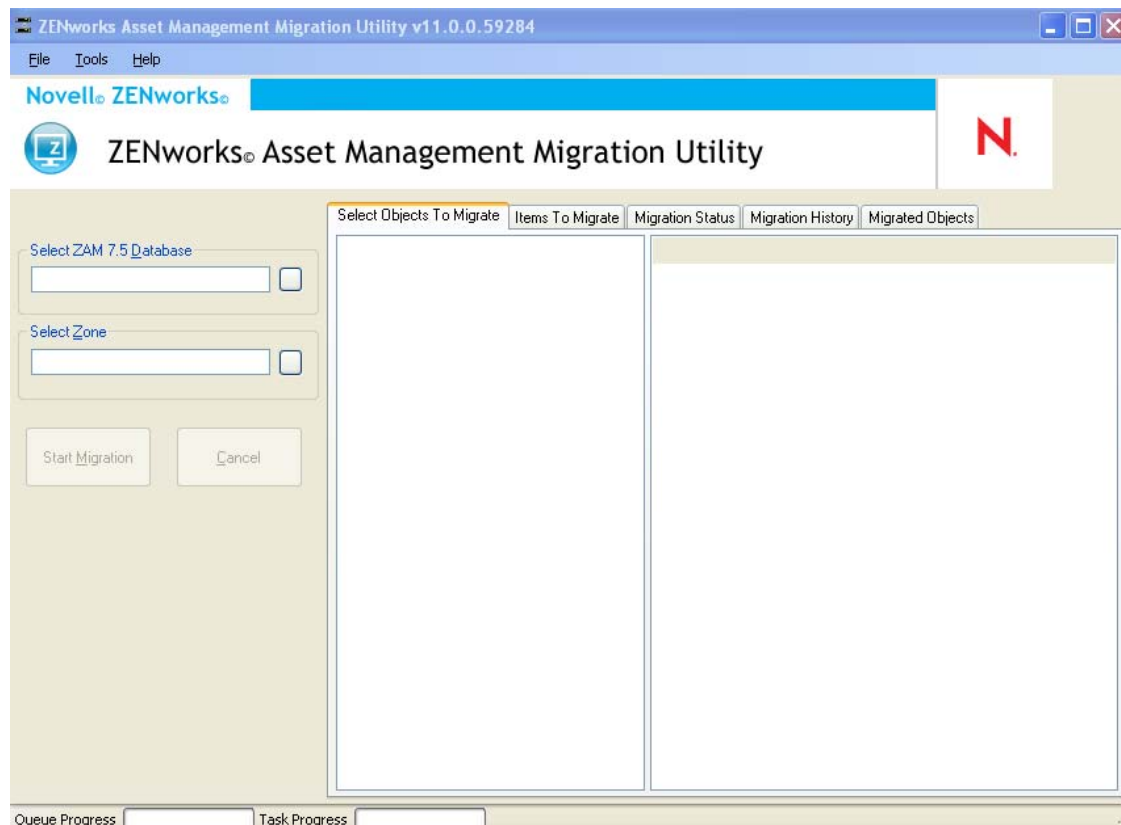 ZENworks Asset Management Migration Utility v11.0.0.59284
File Tools Help
Novell© ZENworks©
Z
ZENworks© Asset Management Migration Utility
N.
Select Objects To Migrate Items To Migrate Migration Status Migration History Migrated Objects
Select ZAM 7.5 Database
Select Zone
Start Migration Cancel
Queue Progress Task Progress